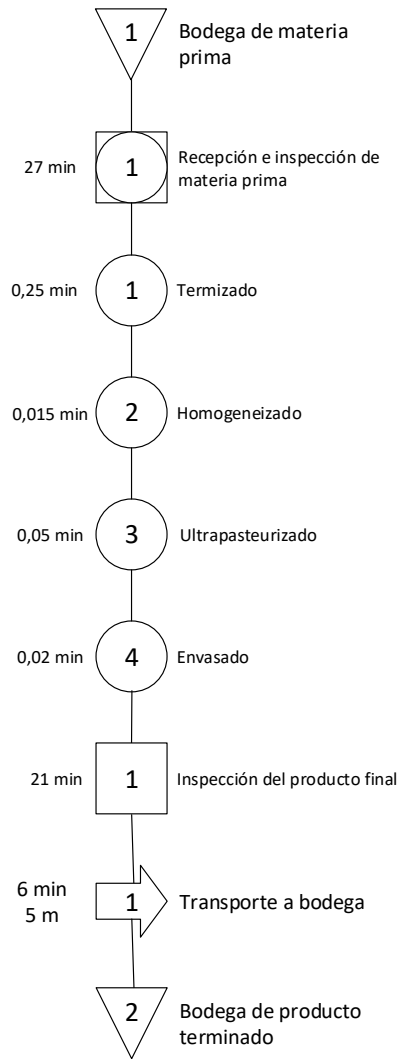 1 Bodega de materia
prima
27 min 1 Recepción e inspección de
materia prima
0,25 min 1 Termizado
0,015 min 2 Homogeneizado
0,05 min 3 Ultrapasteurizado
0,02 min 4 Envasado
21 min 1 Inspección del producto final
6 min
5 m
1 Transporte a bodega
2 Bodega de producto
terminado